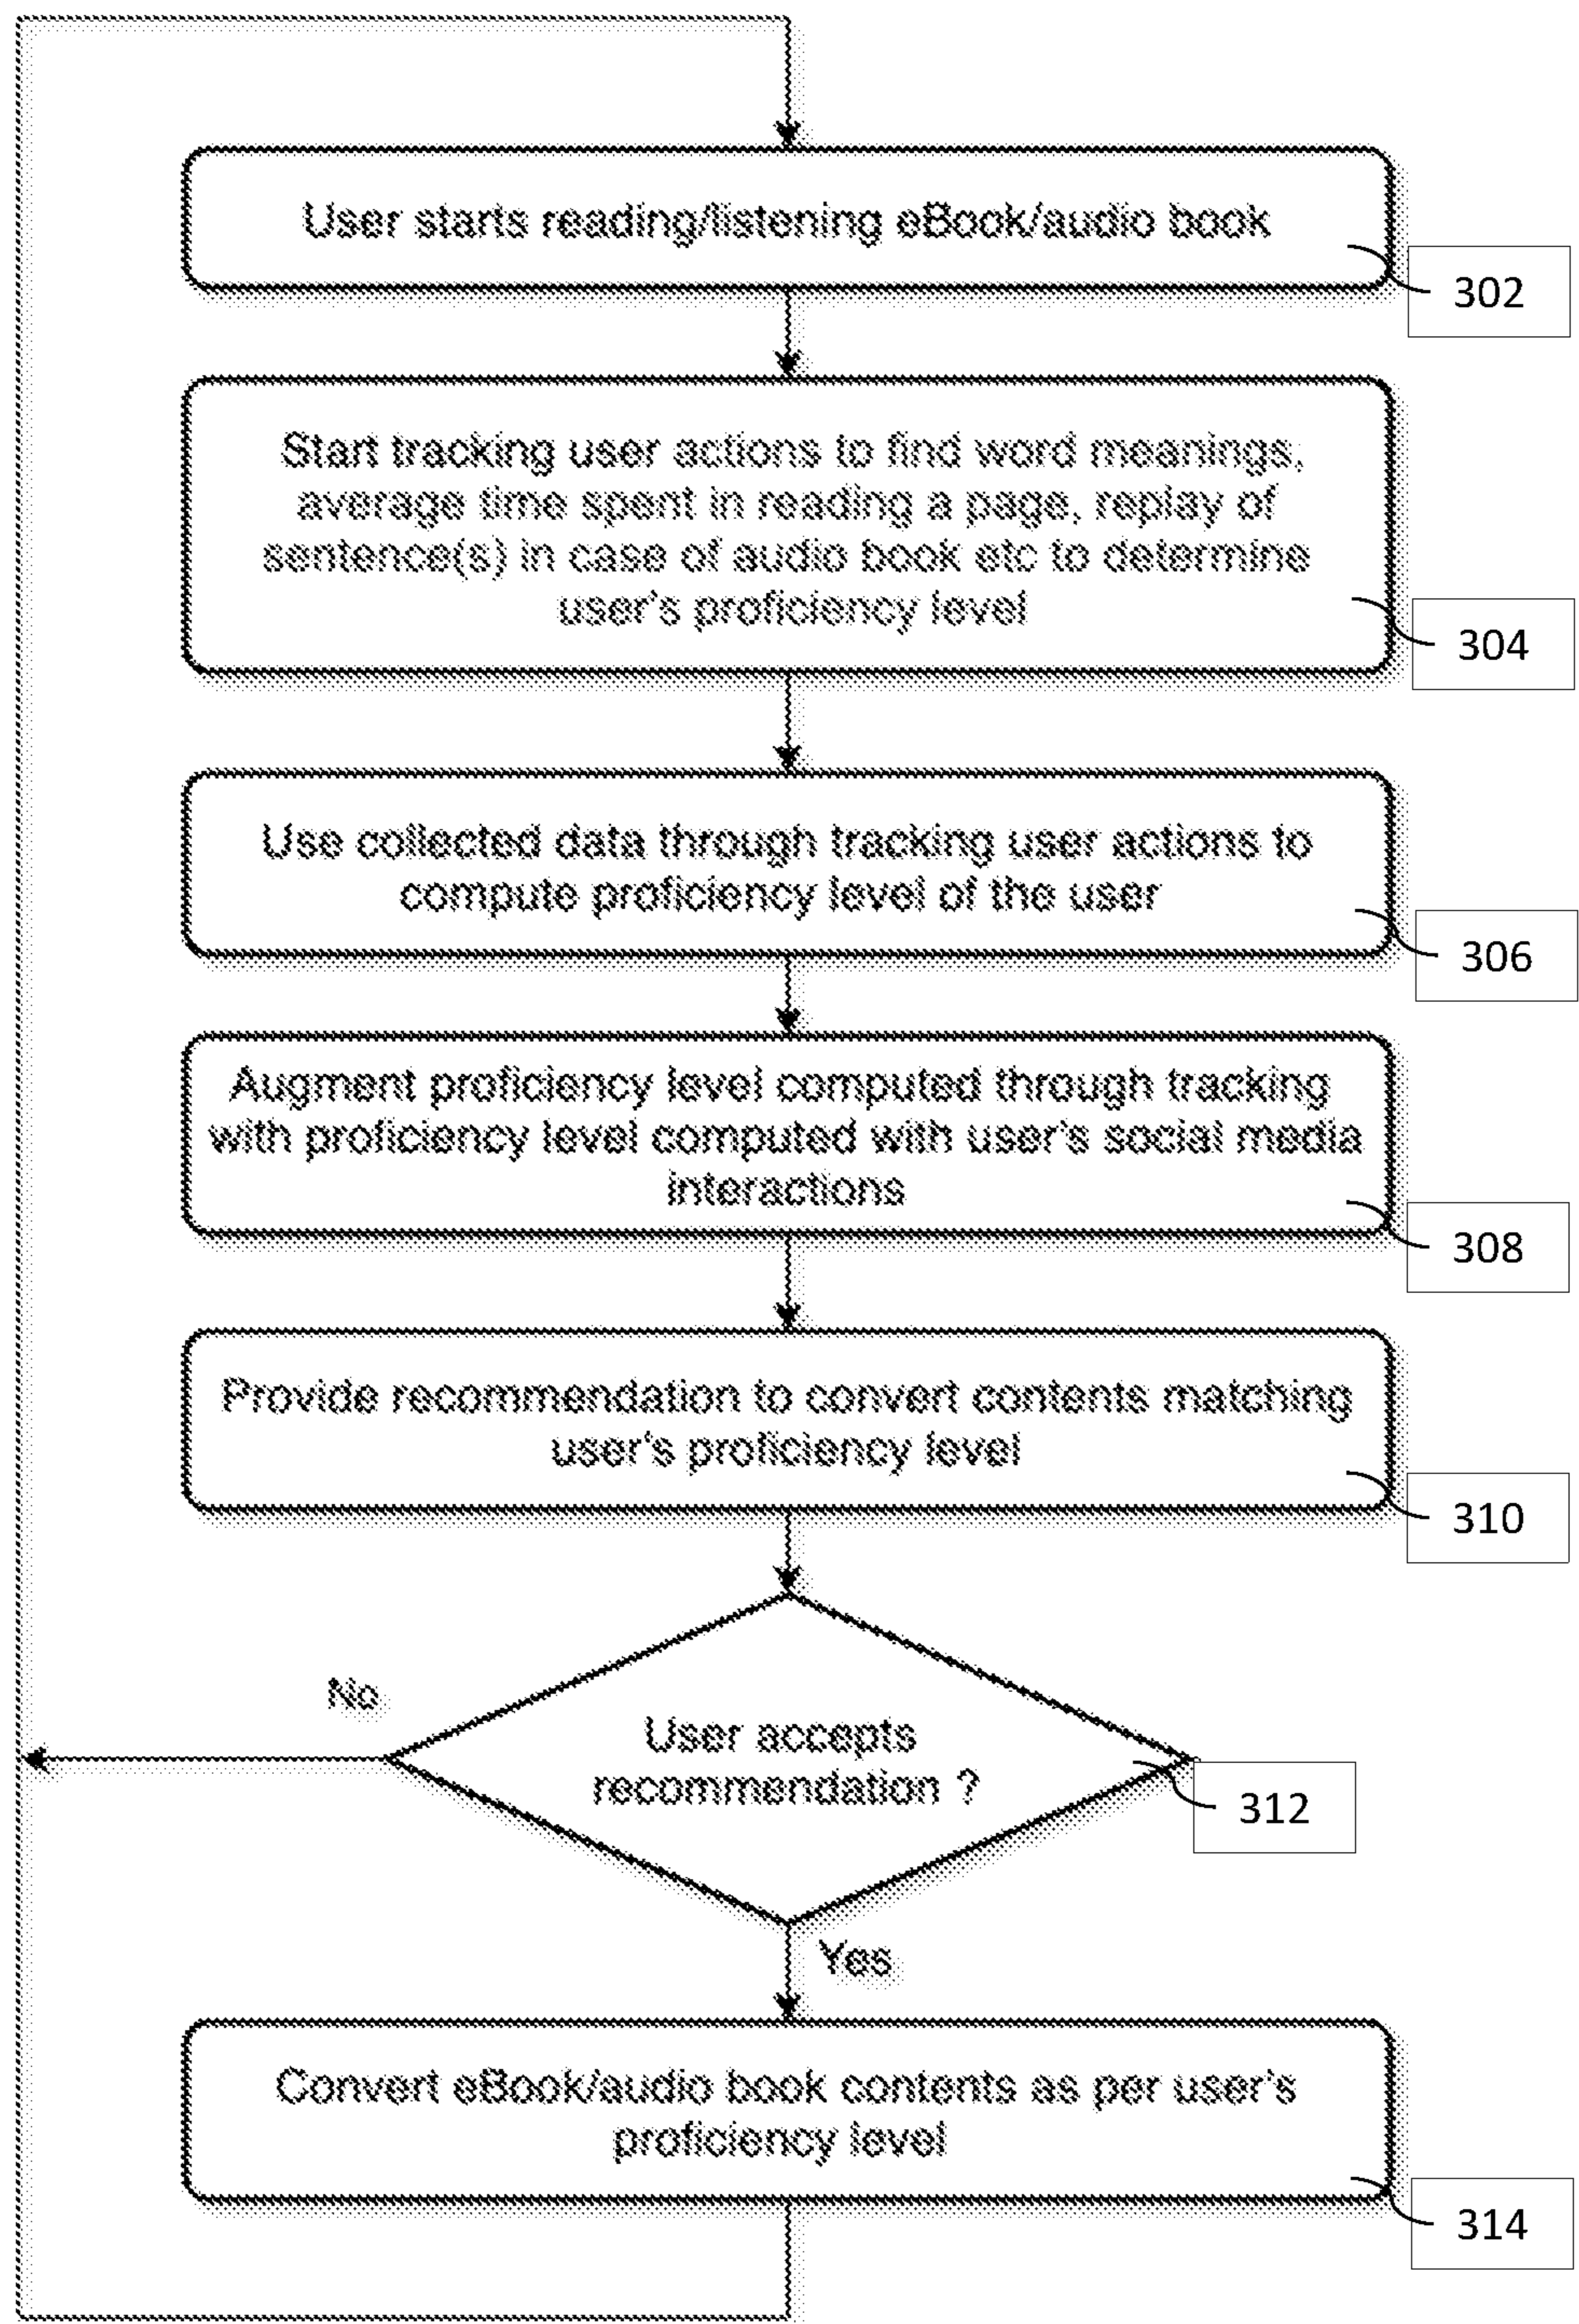 User starts reading/listening eBook/audio book
302
Start tracking user actions to find word meanings,
average time spent in reading a page, replay of
sentence(s) in case of audio book etc to determine
user's proficiency level
304
Use collected data through tracking user actions to
compute proficiency level of the user
306
Augment proficiency level computed through tracking
with proficiency level computed with user's social media
interactions
308
Provide recommendation to convert contents matching
user's proficiency level
310
No
User accepts
recommendation ?
312
Yes
Convert eBook/audio book contents as per user's
proficiency level
314